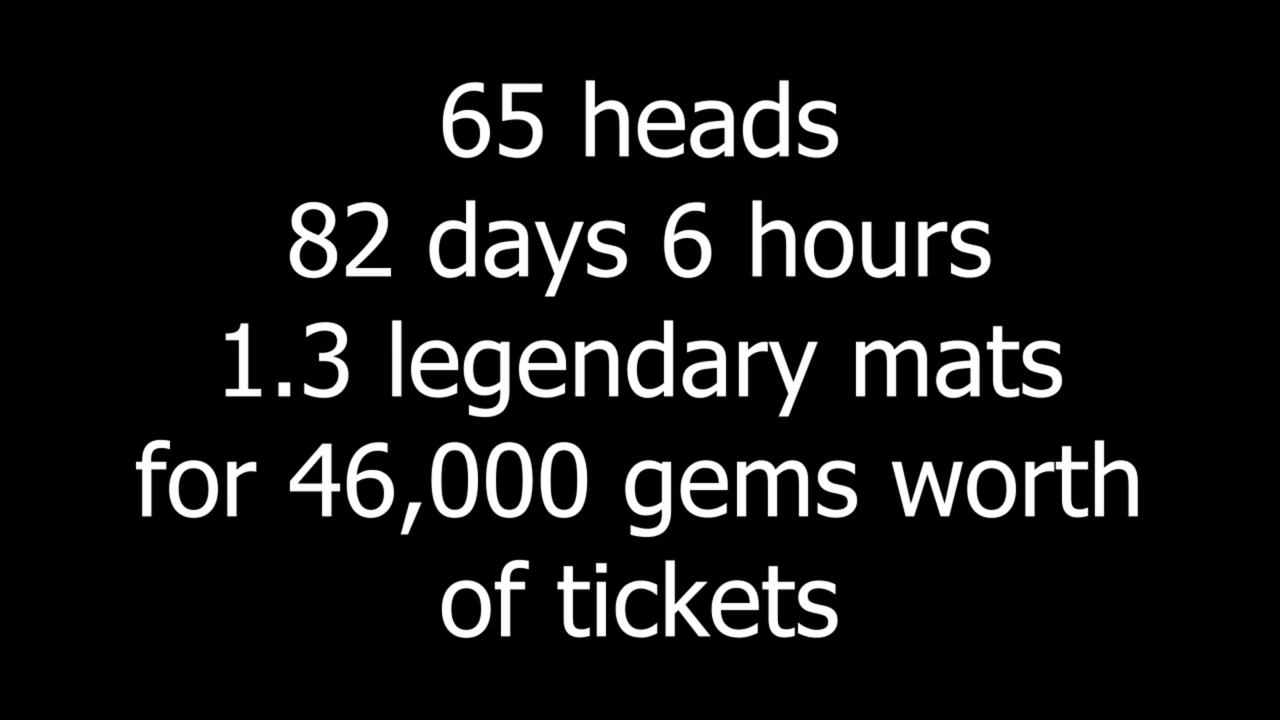 65 heads
82 days 6 hours
1.3 legendary mats
for 46,000 gems worth
of tickets